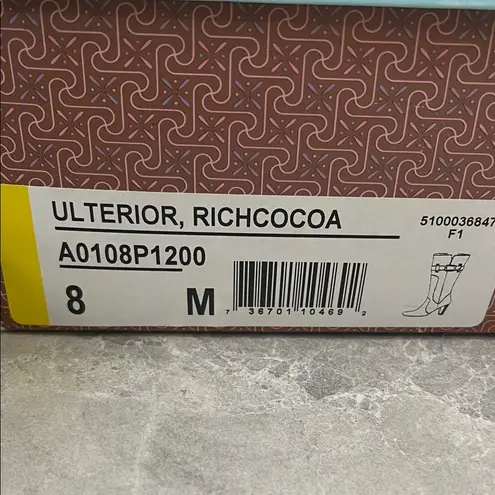 ULTERIOR, RICHCOCOA
5100036847
F1
A0108P1200
8 M
7 36701 10469 2